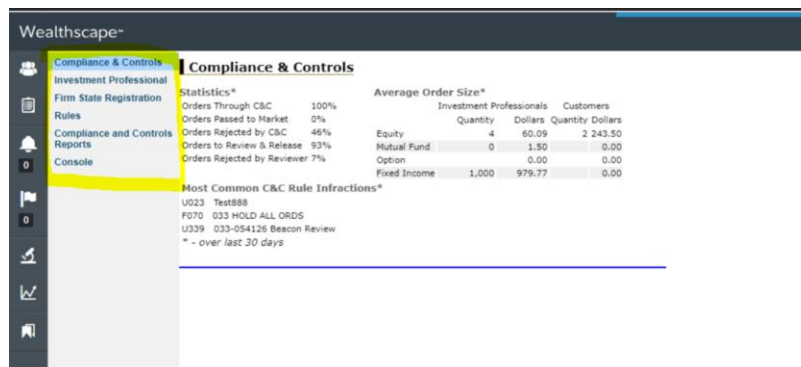 Wealthscape℠
Compliance & Controls
Investment Professional
Firm State Registration
Rules
Compliance and Controls
Reports
Console
0
0
Compliance & Controls
Statistics*
Orders Through C&C 100%
Orders Passed to Market 0%
Orders Rejected by C&C 46%
Orders to Review & Release 93%
Orders Rejected by Reviewer 7%
Average Order Size*
Investment Professionals Customers
Quantity Dollars Quantity Dollars
Equity 4 60.09 2 243.50
Mutual Fund 0 1.50 0.00
Option 0.00 0.00
Fixed Income 1,000 979.77 0.00
Most Common C&C Rule Infractions*
U023 Test888
F070 033 HOLD ALL ORDS
U339 033-054126 Beacon Review
* - over last 30 days